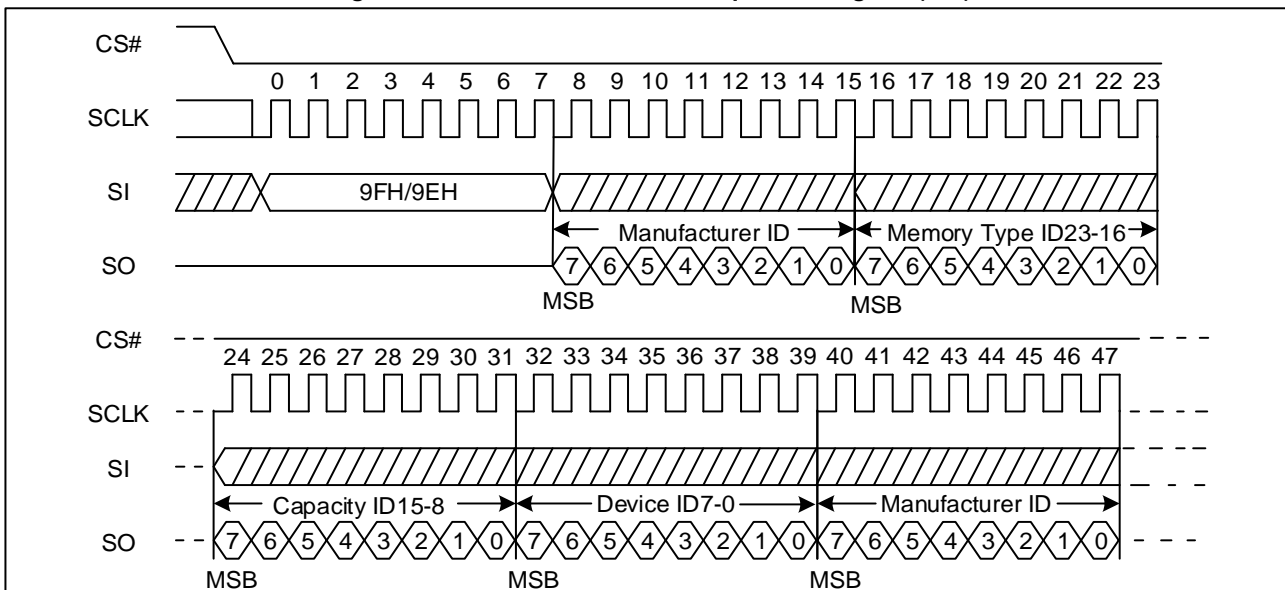 CS#
0 1 2 3 4 5 6 7 8 9 10 11 12 13 14 15 16 17 18 19 20 21 22 23
SCLK
SI 9FH/9EH
Manufacturer ID Memory Type ID23-16
SO 7 6 5 4 3 2 1 0 7 6 5 4 3 2 1 0
MSB MSB
CS#
24 25 26 27 28 29 30 31 32 33 34 35 36 37 38 39 40 41 42 43 44 45 46 47
SCLK
SI
Capacity ID15-8 Device ID7-0 Manufacturer ID
SO 7 6 5 4 3 2 1 0 7 6 5 4 3 2 1 0 7 6 5 4 3 2 1 0
MSB MSB MSB